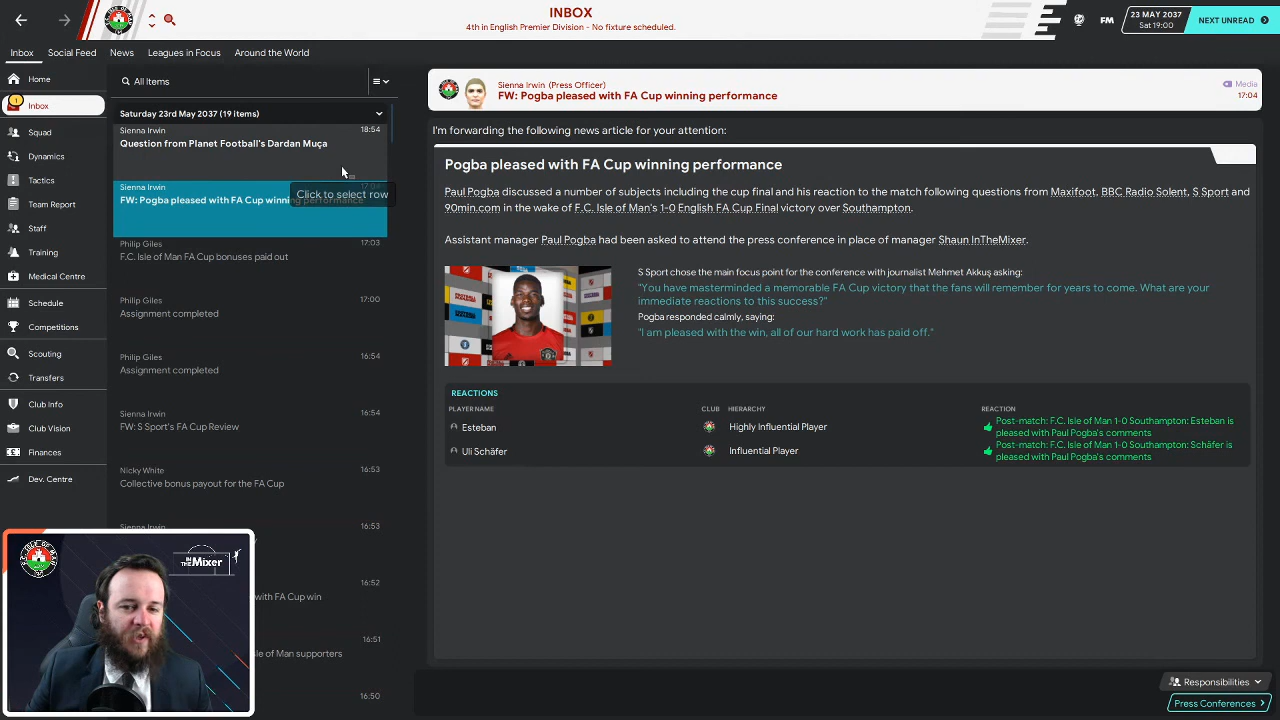 INBOX
4th in English Premier Division - No fixture scheduled.
FM
23 MAY 2037
Sat 19:00
NEXT UNREAD
Inbox
Social Feed
News
Leagues in Focus
Around the World
Home
1
Inbox
Squad
Dynamics
Tactics
Team Report
Staff
Training
Medical Centre
Schedule
Competitions
Scouting
Transfers
Club Info
Club Vision
Finances
Dev. Centre
All Items
Saturday 23rd May 2037 (19 items)
Sienna Irwin 18:54
Question from Planet Football's Dardan Muça
Click to select row
Sienna Irwin 17:04
FW: Pogba pleased with FA Cup winning performance
Philip Giles 17:03
F.C. Isle of Man FA Cup bonuses paid out
Philip Giles 17:00
Assignment completed
Philip Giles 16:54
Assignment completed
Sienna Irwin 16:54
FW: S Sport's FA Cup Review
Nicky White 16:53
Collective bonus payout for the FA Cup
Sienna Irwin 16:53
16:52
with FA Cup win
16:51
sle of Man supporters
16:50
Sienna Irwin (Press Officer)
FW: Pogba pleased with FA Cup winning performance
Media
17:04
I'm forwarding the following news article for your attention:
Pogba pleased with FA Cup winning performance
Paul Pogba discussed a number of subjects including the cup final and his reaction to the match following questions from Maxifoot, BBC Radio Solent, S Sport and
90min.com in the wake of F.C. Isle of Man's 1-0 English FA Cup Final victory over Southampton.
Assistant manager Paul Pogba had been asked to attend the press conference in place of manager Shaun InTheMixer.
S Sport chose the main focus point for the conference with journalist Mehmet Akkuş asking:
"You have masterminded a memorable FA Cup victory that the fans will remember for years to come. What are your
immediate reactions to this success?"
Pogba responded calmly, saying:
"I am pleased with the win, all of our hard work has paid off."
REACTIONS
PLAYER NAME CLUB HIERARCHY REACTION
Esteban Highly Influential Player Post-match: F.C. Isle of Man 1-0 Southampton: Esteban is
pleased with Paul Pogba's comments
Uli Schäfer Influential Player Post-match: F.C. Isle of Man 1-0 Southampton: Schäfer is
pleased with Paul Pogba's comments
IN
THE MIXER
Responsibilities
Press Conferences